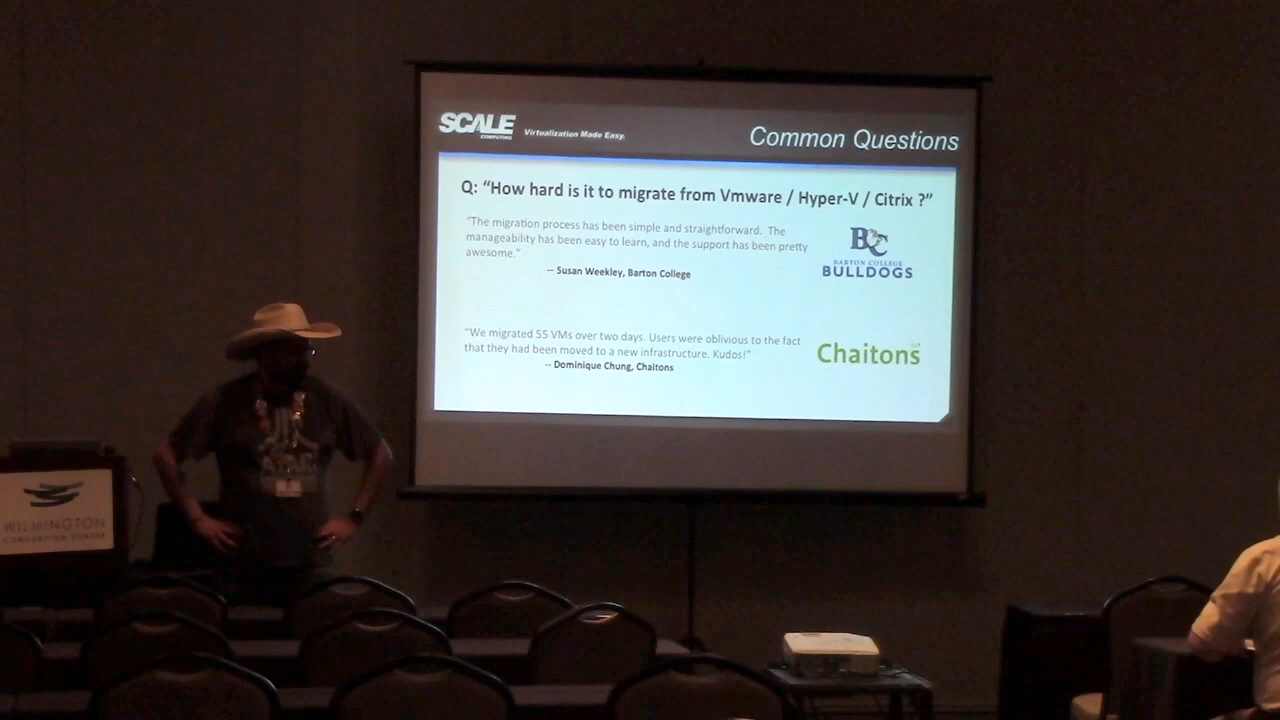 SCALE
COMPUTING
Virtualization Made Easy.
Common Questions
Q: “How hard is it to migrate from Vmware / Hyper-V / Citrix ?”
“The migration process has been simple and straightforward. The
manageability has been easy to learn, and the support has been pretty
awesome.”
-- Susan Weekley, Barton College
BC
BARTON COLLEGE
BULLDOGS
“We migrated 55 VMs over two days. Users were oblivious to the fact
that they had been moved to a new infrastructure. Kudos!”
-- Dominique Chung, Chaitons
Chaitons LLP
WILMINGTON
CONVENTION CENTER